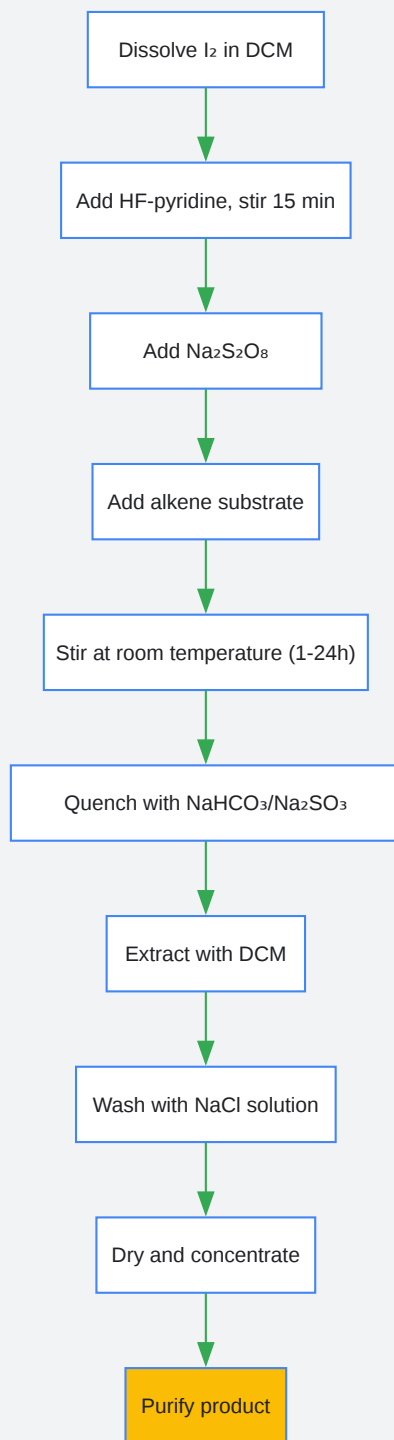 Dissolve I₂ in DCM
Add HF-pyridine, stir 15 min
Add Na₂S₂O₈
Add alkene substrate
Stir at room temperature (1-24h)
Quench with NaHCO₃/Na₂SO₃
Extract with DCM
Wash with NaCl solution
Dry and concentrate
Purify product